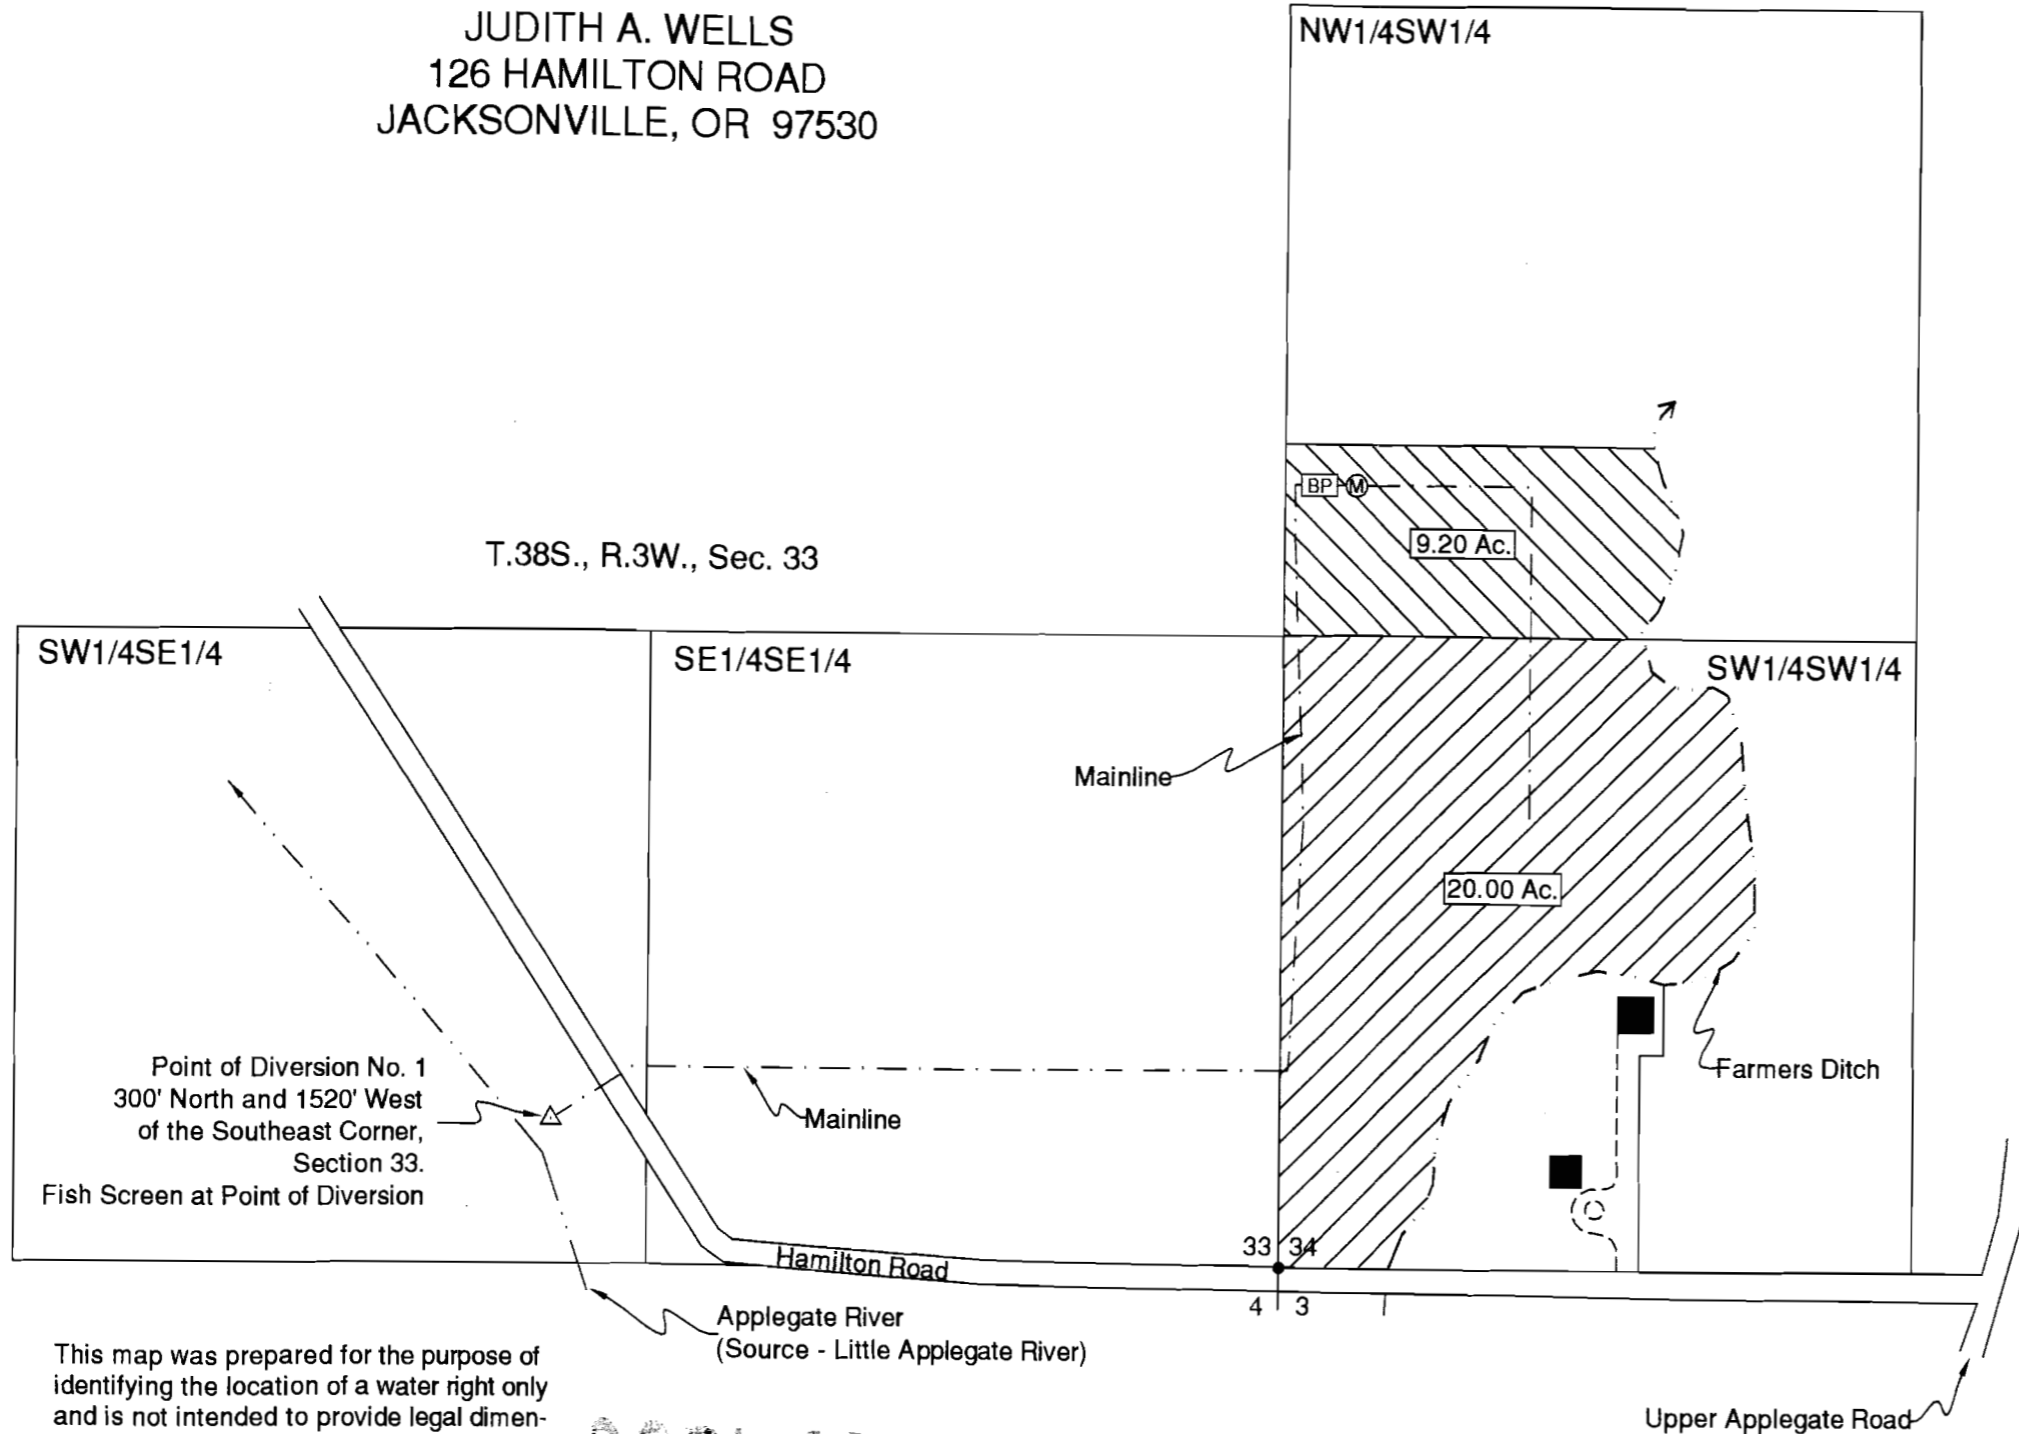 JUDITH A. WELLS
126 HAMILTON ROAD
JACKSONVILLE, OR 97530
NW1/4SW1/4
BP M
9.20 Ac.
T.38S., R.3W., Sec. 33
SW1/4SE1/4
SE1/4SE1/4
SW1/4SW1/4
Mainline
20.00 Ac.
Point of Diversion No. 1
300' North and 1520' West
of the Southeast Corner,
Section 33.
Fish Screen at Point of Diversion
Mainline
Farmers Ditch
33 34
Hamilton Road
4 3
Applegate River
(Source - Little Applegate River)
This map was prepared for the purpose of
identifying the location of a water right only
and is not intended to provide legal dimen-
Upper Applegate Road